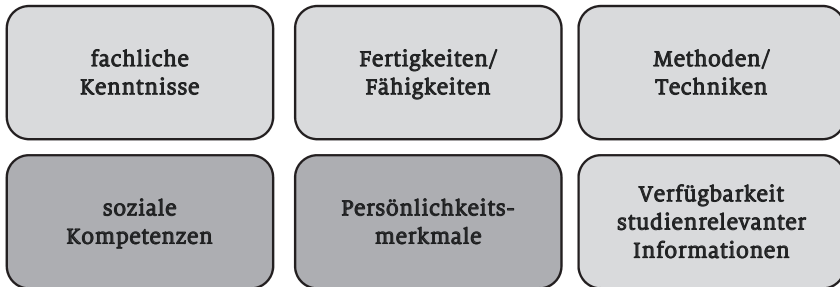 fachliche
Kenntnisse
Fertigkeiten/
Fähigkeiten
Methoden/
Techniken
soziale
Kompetenzen
Persönlichkeits-
merkmale
Verfügbarkeit
studienrelevanter
Informationen